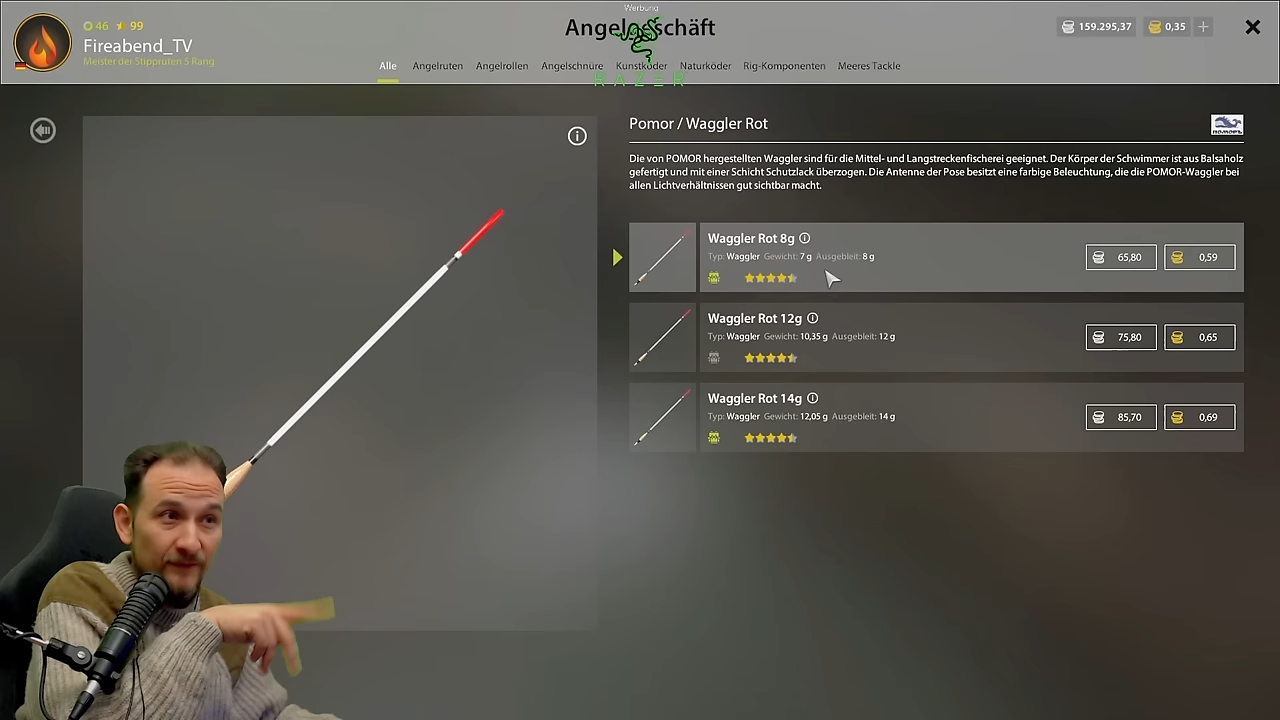 Werbung
46 99
Fireabend_TV
Meister der Stippruten 5 Rang
Angelgeschäft
RAZER
159.295,37 0,35 +
Alle Angelruten Angelrollen Angelschnüre Kunstköder Naturköder Rig-Komponenten Meeres Tackle
Pomor / Waggler Rot
ПОМОРЪ
Die von POMOR hergestellten Waggler sind für die Mittel- und Langstreckenfischerei geeignet. Der Körper der Schwimmer ist aus Balsaholz
gefertigt und mit einer Schicht Schutzlack überzogen. Die Antenne der Pose besitzt eine farbige Beleuchtung, die die POMOR-Waggler bei
allen Lichtverhältnissen gut sichtbar macht.
Waggler Rot 8g
Typ: Waggler Gewicht: 7 g Ausgebleit: 8 g
65,80 0,59
Waggler Rot 12g
Typ: Waggler Gewicht: 10,35 g Ausgebleit: 12 g
75,80 0,65
Waggler Rot 14g
Typ: Waggler Gewicht: 12,05 g Ausgebleit: 14 g
85,70 0,69